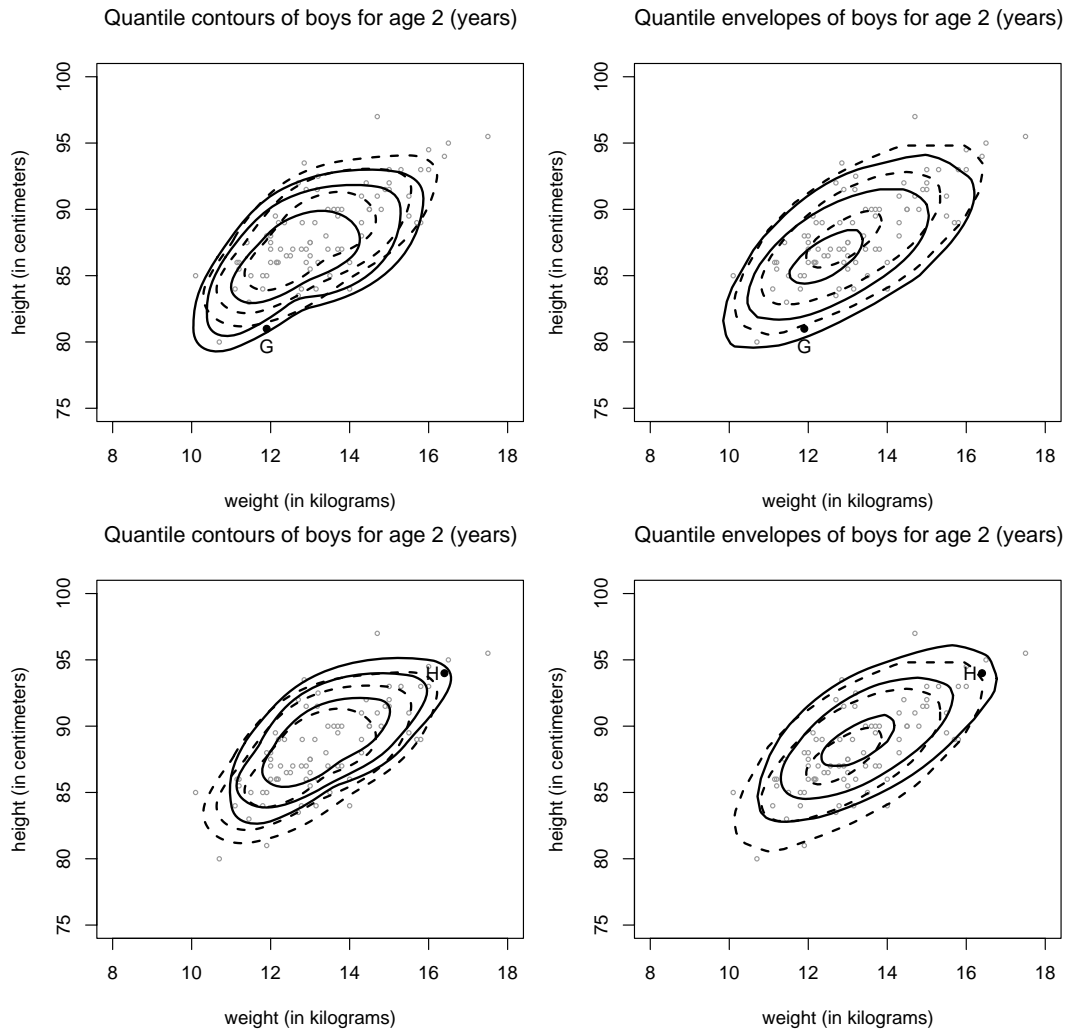 Quantile contours of boys for age 2 (years)
Quantile envelopes of boys for age 2 (years)
height (in centimeters)
100
95
90
85
80
75
G
8 10 12 14 16 18
weight (in kilograms)
height (in centimeters)
100
95
90
85
80
75
G
8 10 12 14 16 18
weight (in kilograms)
Quantile contours of boys for age 2 (years)
Quantile envelopes of boys for age 2 (years)
height (in centimeters)
100
95
90
85
80
75
H
8 10 12 14 16 18
weight (in kilograms)
height (in centimeters)
100
95
90
85
80
75
H
8 10 12 14 16 18
weight (in kilograms)